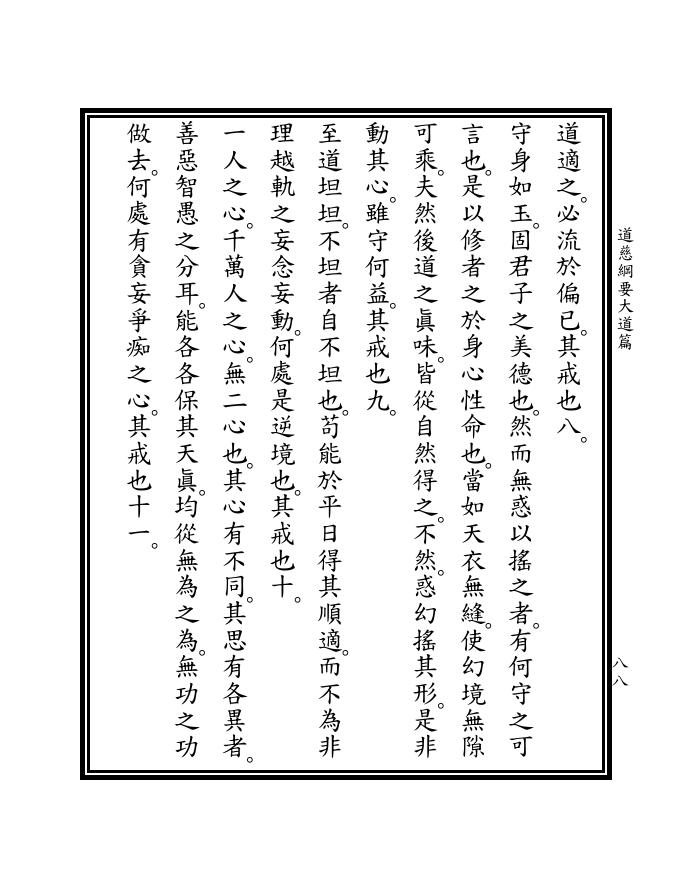 道適之。必流於偏已。其戒也八。
守身如玉。固君子之美德也。然而無惑以搖之者。有何守之可
言也。是以修者之於身心性命也。當如天衣無縫。使幻境無隙
可乘。夫然後道之眞味。皆從自然得之。不然。惑幻搖其形。是非
動其心。雖守何益。其戒也九。
至道坦坦。不坦者自不坦也。苟能於平日得其順適。而不為非
理越軌之妄念妄動。何處是逆境也。其戒也十。
一人之心。千萬人之心。無二心也。其心有不同。其思有各異者。
善惡智愚之分耳。能各各保其天眞。均從無為之為。無功之功
做去。何處有貪妄爭痴之心。其戒也十一。
道慈綱要大道篇
八八